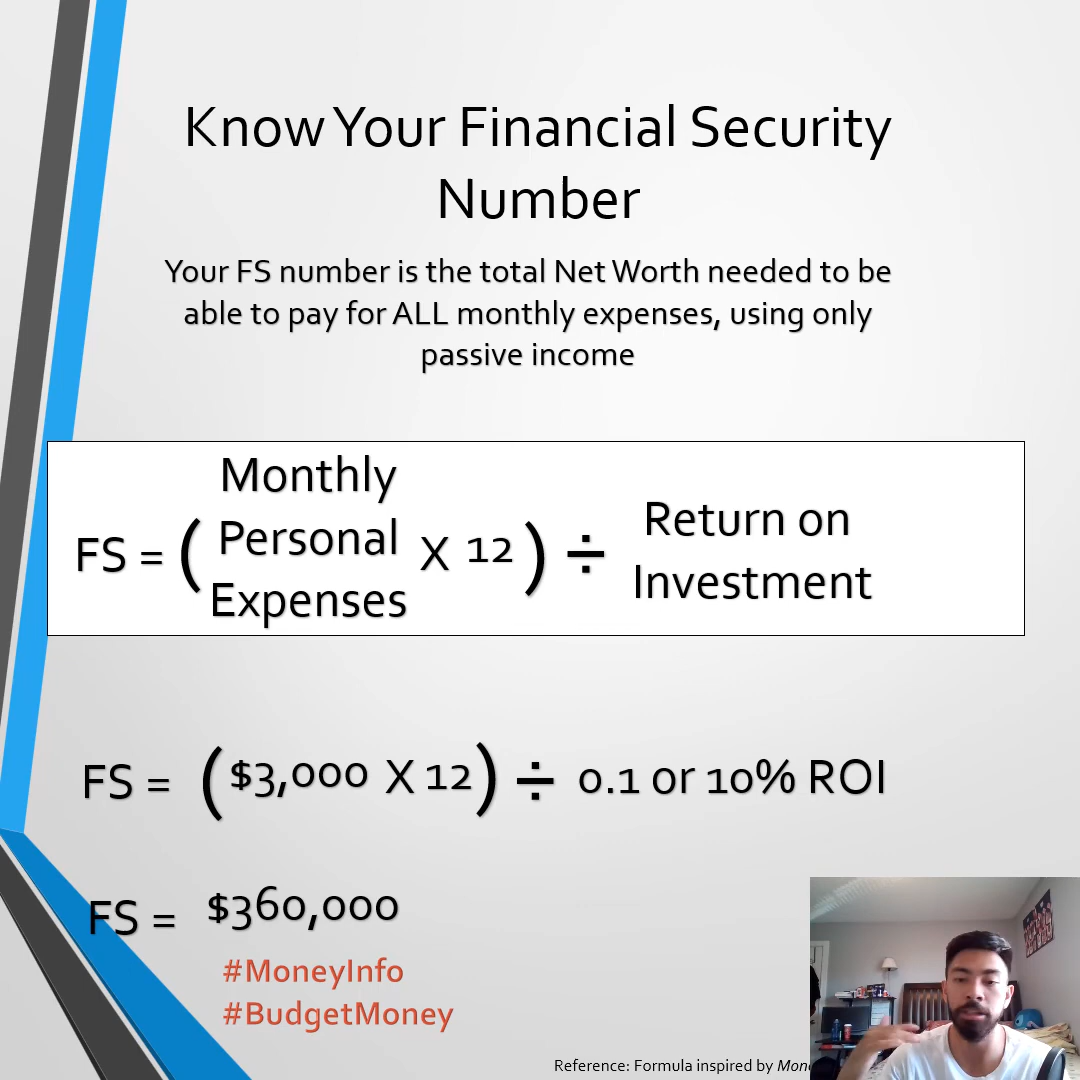 Know Your Financial Security
Number
Your FS number is the total Net Worth needed to be
able to pay for ALL monthly expenses, using only
passive income
FS = ( Monthly Personal Expenses X 12 ) ÷ Return on Investment
FS = ($3,000 X 12) ÷ 0.1 or 10% ROI
FS = $360,000
#MoneyInfo
#BudgetMoney
Reference: Formula inspired by